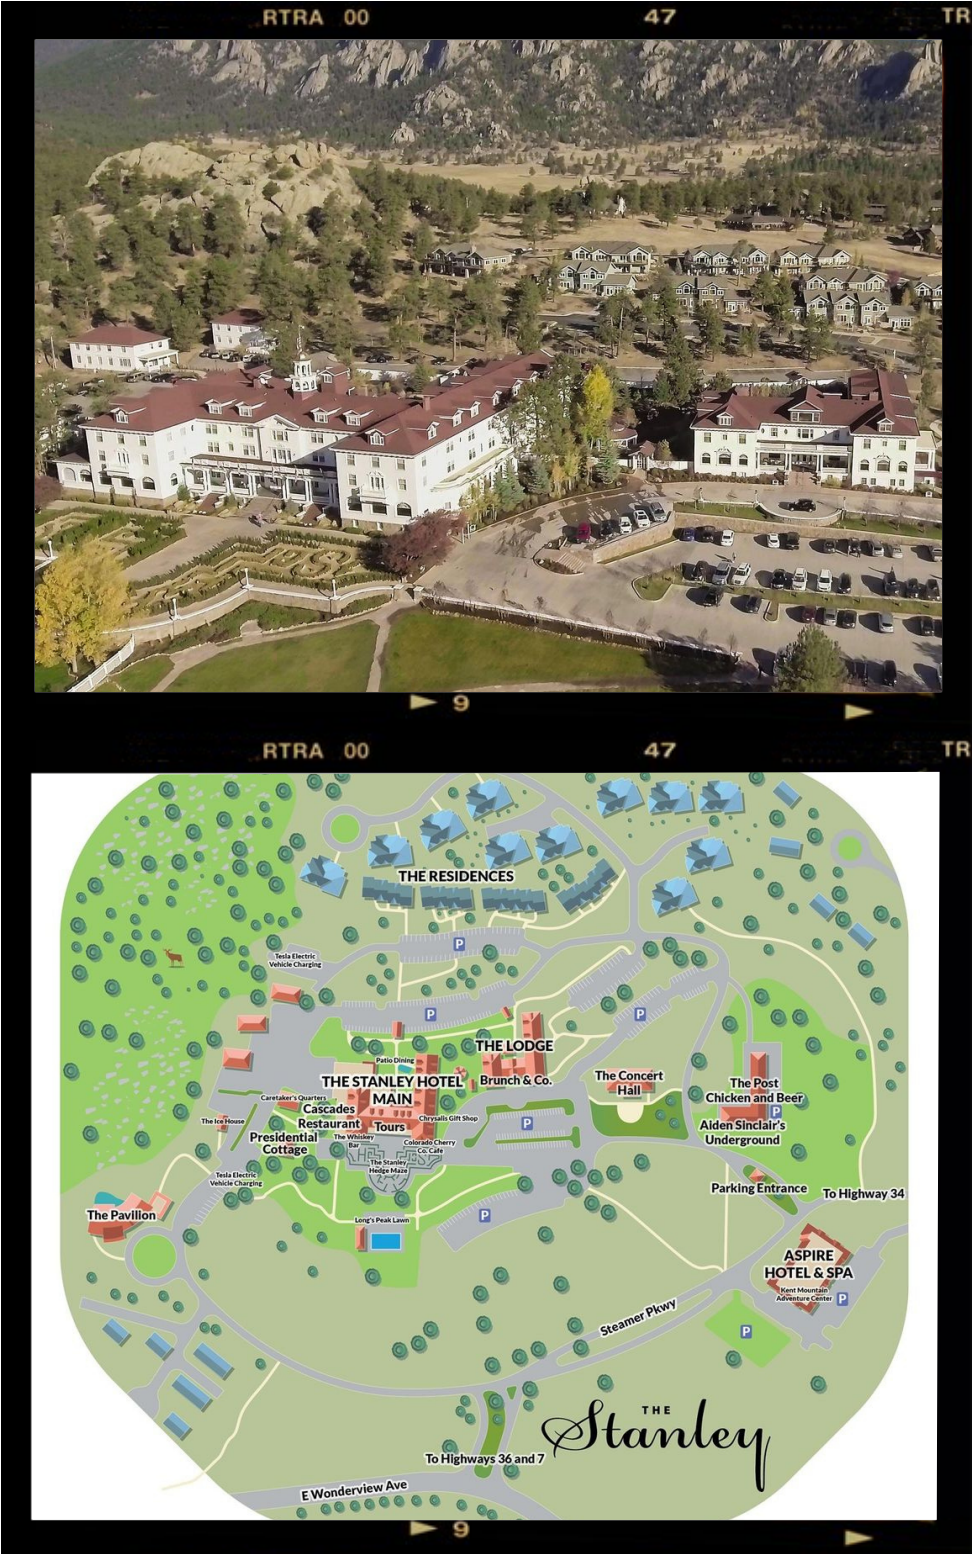 RTRA 00
47
TR
9
RTRA 00
47
TR
THE RESIDENCES
P
Tesla Electric
Vehicle Charging
P
P
THE LODGE
Patio Dining
Brunch & Co.
THE STANLEY HOTEL
MAIN
The Concert
Hall
The Post
Chicken and Beer
P
Caretaker's Quarters
Cascades
Restaurant
Chrysalis Gift Shop
P
The Ice House
Tours
Aiden Sinclair's
Underground
Presidential
Cottage
The Whiskey
Bar
Colorado Cherry
Co. Cafe
The Stanley
Hedge Maze
Tesla Electric
Vehicle Charging
Parking Entrance
To Highway 34
The Pavilion
Long's Peak Lawn
P
ASPIRE
HOTEL & SPA
Kent Mountain
Adventure Center
P
Steamer Pkwy
P
THE
Stanley
To Highways 36 and 7
E Wonderview Ave
9